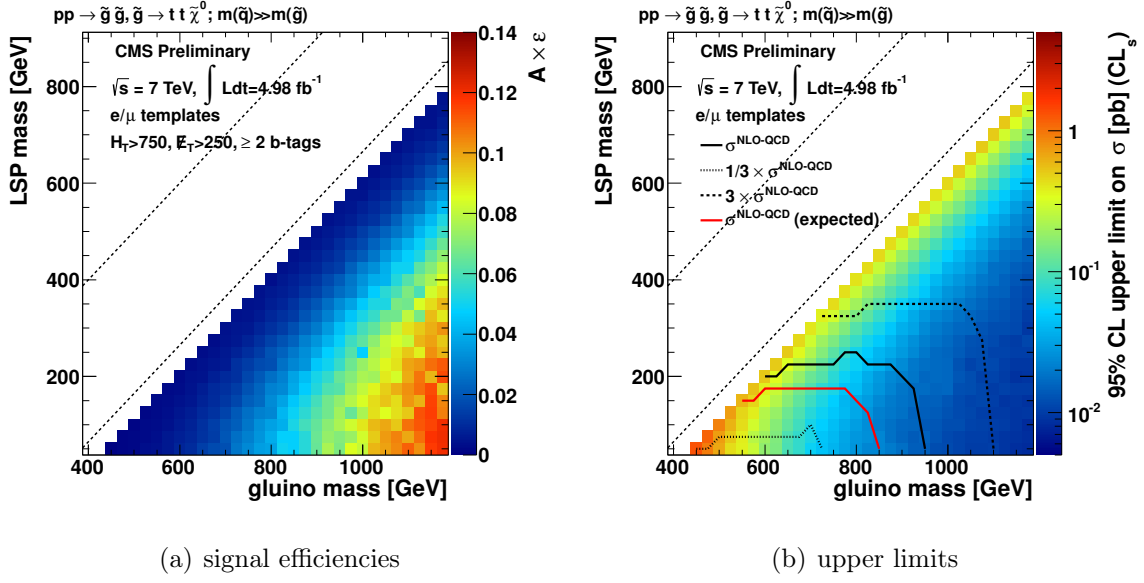 pp → g̃ g̃, g̃ → t t χ̃⁰; m(q̃)>>m(g̃)
CMS Preliminary
√s = 7 TeV, ∫ Ldt=4.98 fb⁻¹
e/μ templates
H_T>750, E̸_T>250, ≥ 2 b-tags
LSP mass [GeV]
800
600
400
200
400 600 800 1000
gluino mass [GeV]
A × ε
0.14
0.12
0.1
0.08
0.06
0.04
0.02
0
(a) signal efficiencies
pp → g̃ g̃, g̃ → t t χ̃⁰; m(q̃)>>m(g̃)
CMS Preliminary
√s = 7 TeV, ∫ Ldt=4.98 fb⁻¹
e/μ templates
σ^NLO-QCD
1/3 × σ^NLO-QCD
3 × σ^NLO-QCD
σ^NLO-QCD (expected)
LSP mass [GeV]
800
600
400
200
400 600 800 1000
gluino mass [GeV]
95% CL upper limit on σ [pb] (CL_s)
1
10⁻¹
10⁻²
(b) upper limits